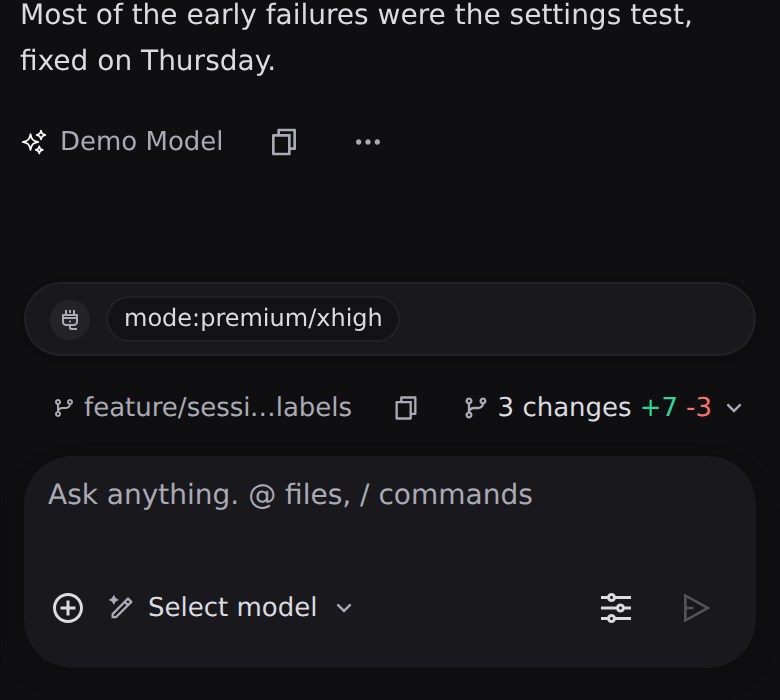 Most of the early failures were the settings test,
fixed on Thursday.
Demo Model
mode:premium/xhigh
feature/sessi...labels 3 changes +7 -3
Ask anything. @ files, / commands
Select model